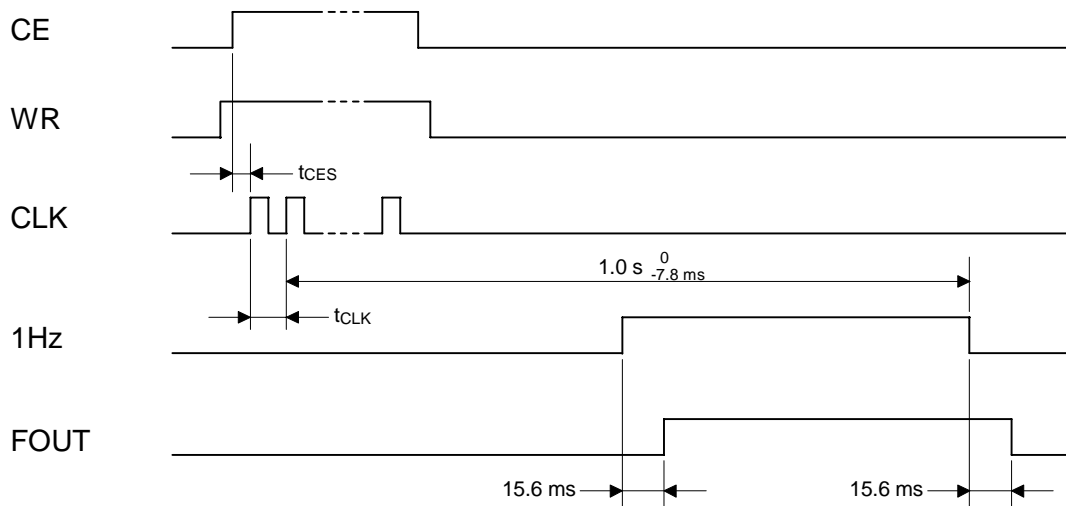 CE
WR
tCES
CLK
1.0 s 0 -7.8 ms
tCLK
1Hz
FOUT
15.6 ms 15.6 ms